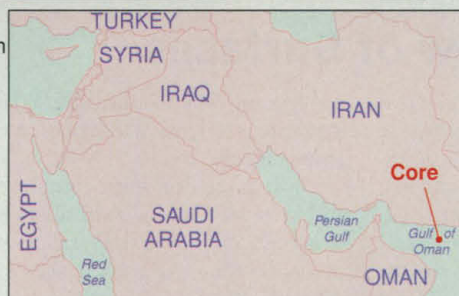 TURKEY
SYRIA
IRAQ
IRAN
EGYPT
SAUDI
ARABIA
Red
Sea
Persian
Gulf
Core
Gulf of
Oman
OMAN